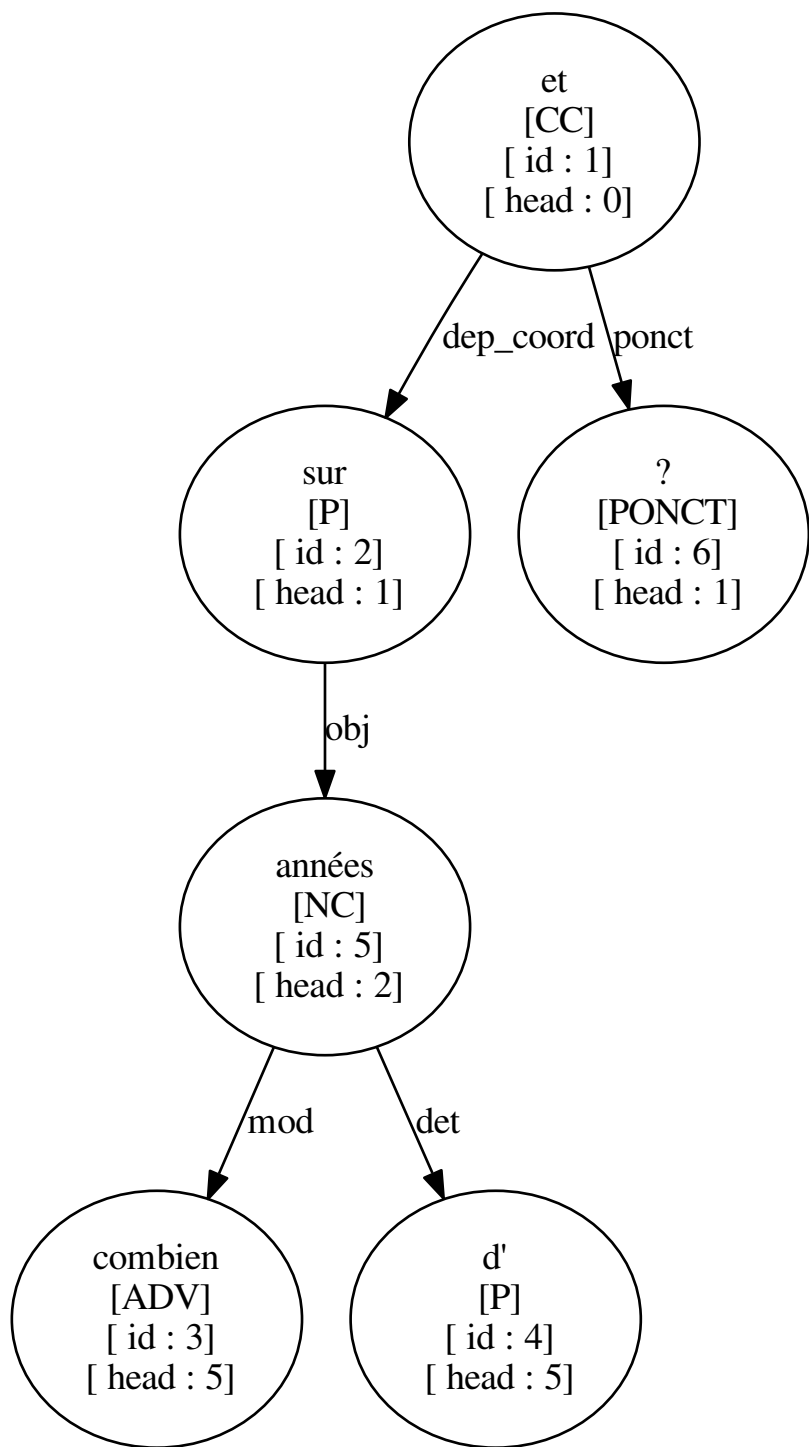 et
[CC]
[ id : 1]
[ head : 0]
dep_coord
ponct
sur
[P]
[ id : 2]
[ head : 1]
?
[PONCT]
[ id : 6]
[ head : 1]
obj
années
[NC]
[ id : 5]
[ head : 2]
mod
det
combien
[ADV]
[ id : 3]
[ head : 5]
d'
[P]
[ id : 4]
[ head : 5]